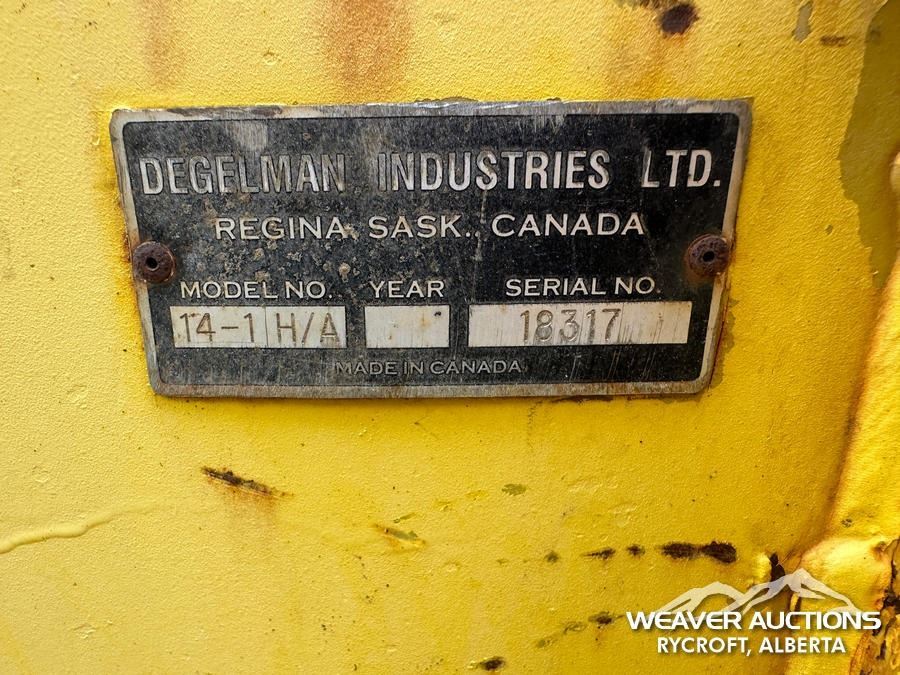 DEGELMAN INDUSTRIES LTD.
REGINA, SASK., CANADA
MODEL NO. YEAR SERIAL NO.
14-1 H/A 18317
MADE IN CANADA
WEAVER AUCTIONS
RYCROFT, ALBERTA